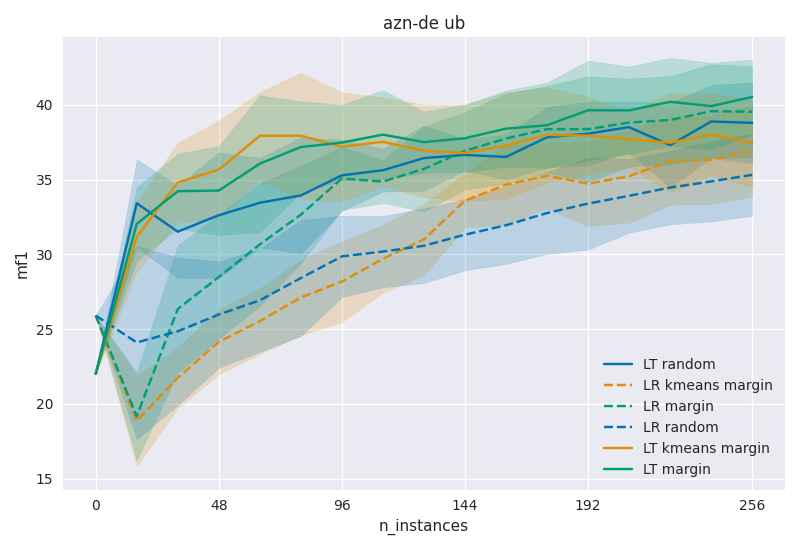 azn-de ub
mf1
40
35
30
25
20
15
0 48 96 144 192 256
n_instances
LT random
LR kmeans margin
LR margin
LR random
LT kmeans margin
LT margin